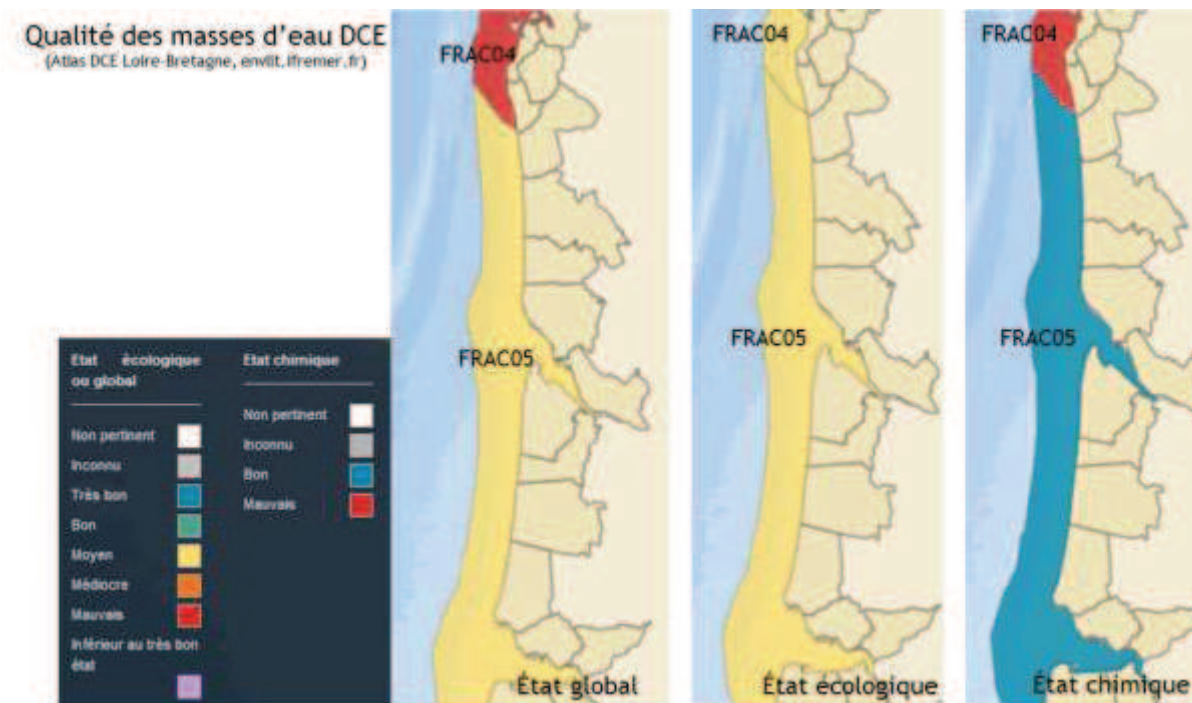 Qualité des masses d'eau DCE
(Atlas DCE Loire-Bretagne, envlit.ifremer.fr)
FRAC04
FRAC05
État global
FRAC04
FRAC05
État écologique
FRAC04
FRAC05
État chimique
Etat écologique
ou global
Non pertinent
Inconnu
Très bon
Bon
Moyen
Médiocre
Mauvais
Inférieur au très bon
état
Etat chimique
Non pertinent
Inconnu
Bon
Mauvais